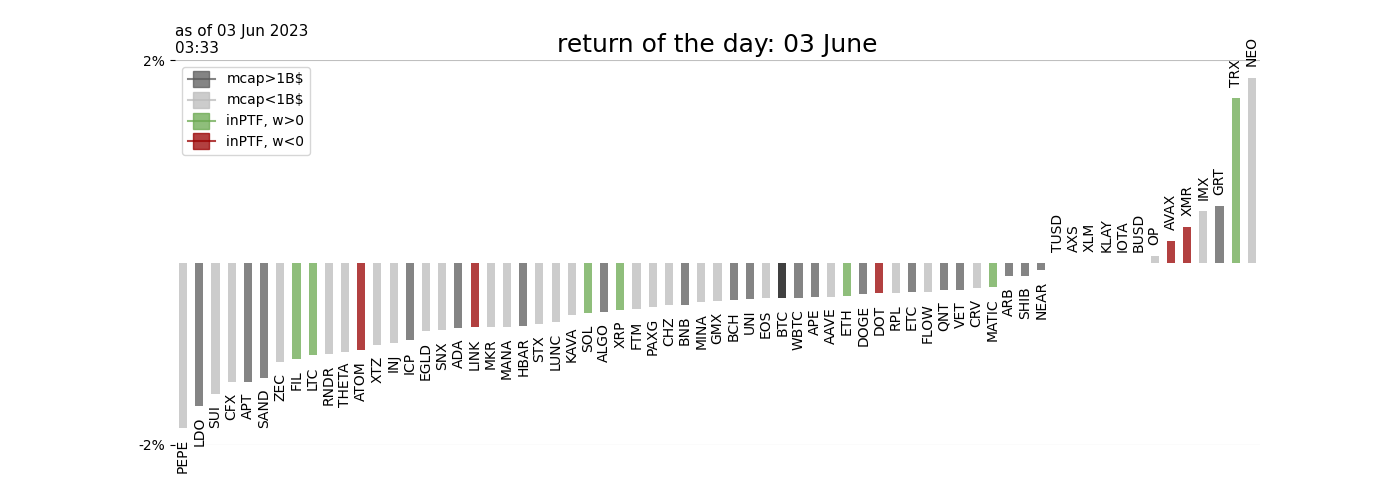 as of 03 Jun 2023
03:33
return of the day: 03 June
2%
mcap>1B$
mcap<1B$
inPTF, w>0
inPTF, w<0
-2%
PEPE
LDO
SUI
CFX
APT
SAND
ZEC
FIL
LTC
RNDR
THETA
ATOM
XTZ
INJ
ICP
EGLD
SNX
ADA
LINK
MKR
MANA
HBAR
STX
LUNC
KAVA
SOL
ALGO
XRP
FTM
PAXG
CHZ
BNB
MINA
GMX
BCH
UNI
EOS
BTC
WBTC
APE
AAVE
ETH
DOGE
DOT
RPL
ETC
FLOW
QNT
VET
CRV
MATIC
ARB
SHIB
NEAR
TUSD
AXS
XLM
KLAY
IOTA
BUSD
OP
AVAX
XMR
IMX
GRT
TRX
NEO